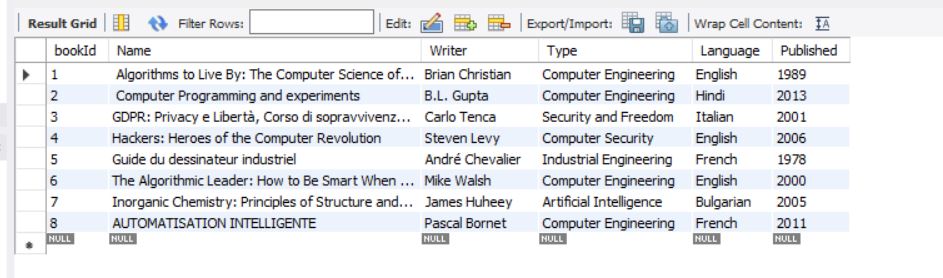 Result Grid Filter Rows: Edit: Export/Import: Wrap Cell Content: IA
bookId Name Writer Type Language Published
1 Algorithms to Live By: The Computer Science of... Brian Christian Computer Engineering English 1989
2 Computer Programming and experiments B.L. Gupta Computer Engineering Hindi 2013
3 GDPR: Privacy e Libertà, Corso di sopravvivenz... Carlo Tenca Security and Freedom Italian 2001
4 Hackers: Heroes of the Computer Revolution Steven Levy Computer Security English 2006
5 Guide du dessinateur industriel André Chevalier Industrial Engineering French 1978
6 The Algorithmic Leader: How to Be Smart When ... Mike Walsh Computer Engineering English 2000
7 Inorganic Chemistry: Principles of Structure and... James Huheey Artificial Intelligence Bulgarian 2005
8 AUTOMATISATION INTELLIGENTE Pascal Bornet Computer Engineering French 2011
NULL NULL NULL NULL NULL NULL